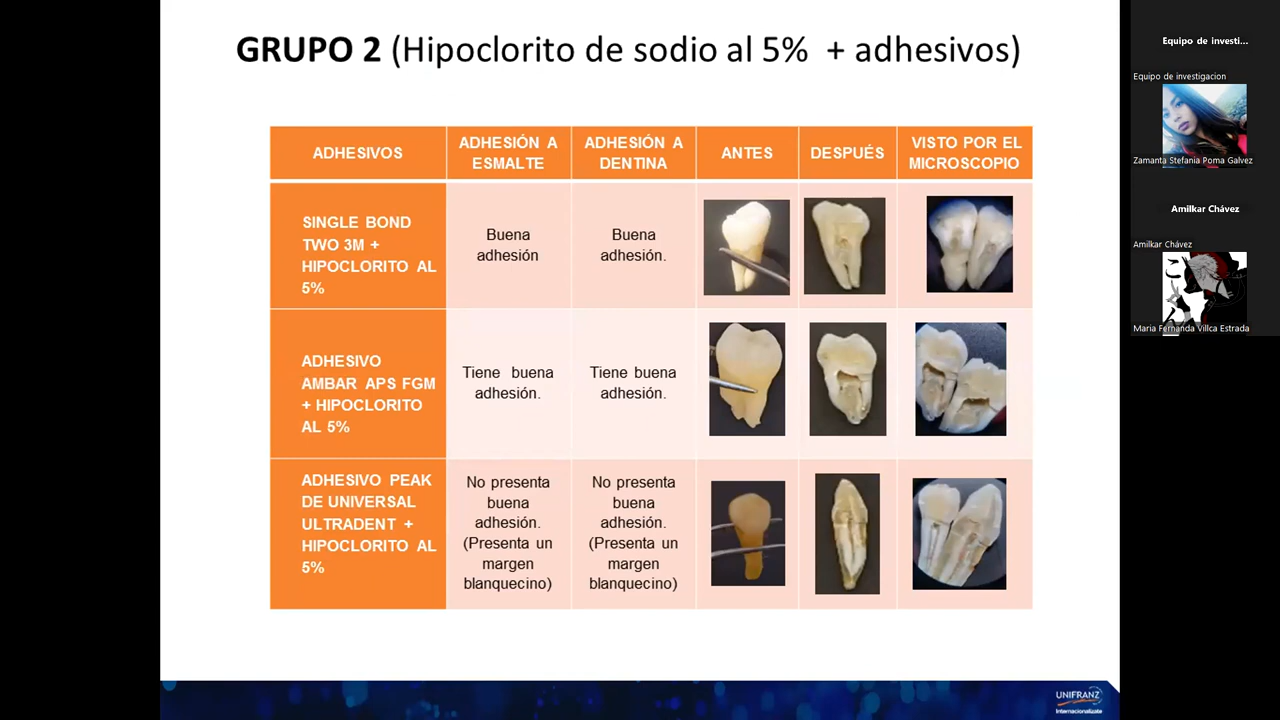 GRUPO 2 (Hipoclorito de sodio al 5% + adhesivos)
ADHESIVOS
ADHESIÓN A
ESMALTE
ADHESIÓN A
DENTINA
ANTES
DESPUÉS
VISTO POR EL
MICROSCOPIO
SINGLE BOND
TWO 3M +
HIPOCLORITO AL
5%
Buena
adhesión
Buena
adhesión.
ADHESIVO
AMBAR APS FGM
+ HIPOCLORITO
AL 5%
Tiene buena
adhesión.
Tiene buena
adhesión.
ADHESIVO PEAK
DE UNIVERSAL
ULTRADENT +
HIPOCLORITO AL
5%
No presenta
buena
adhesión.
(Presenta un
margen
blanquecino)
No presenta
buena
adhesión.
(Presenta un
margen
blanquecino)
UNIFRANZ
Internacionalízate
Equipo de investi...
Equipo de investigacion
Zamanta Stefania Poma Galvez
Amilkar Chávez
Amilkar Chávez
Maria Fernanda Villca Estrada